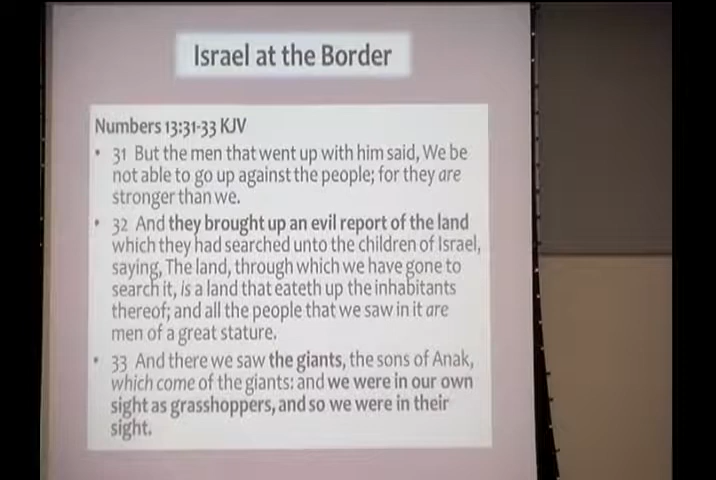 Israel at the Border
Numbers 13:31-33 KJV
• 31 But the men that went up with him said, We be
not able to go up against the people; for they are
stronger than we.
• 32 And they brought up an evil report of the land
which they had searched unto the children of Israel,
saying, The land, through which we have gone to
search it, is a land that eateth up the inhabitants
thereof; and all the people that we saw in it are
men of a great stature.
• 33 And there we saw the giants, the sons of Anak,
which come of the giants: and we were in our own
sight as grasshoppers, and so we were in their
sight.